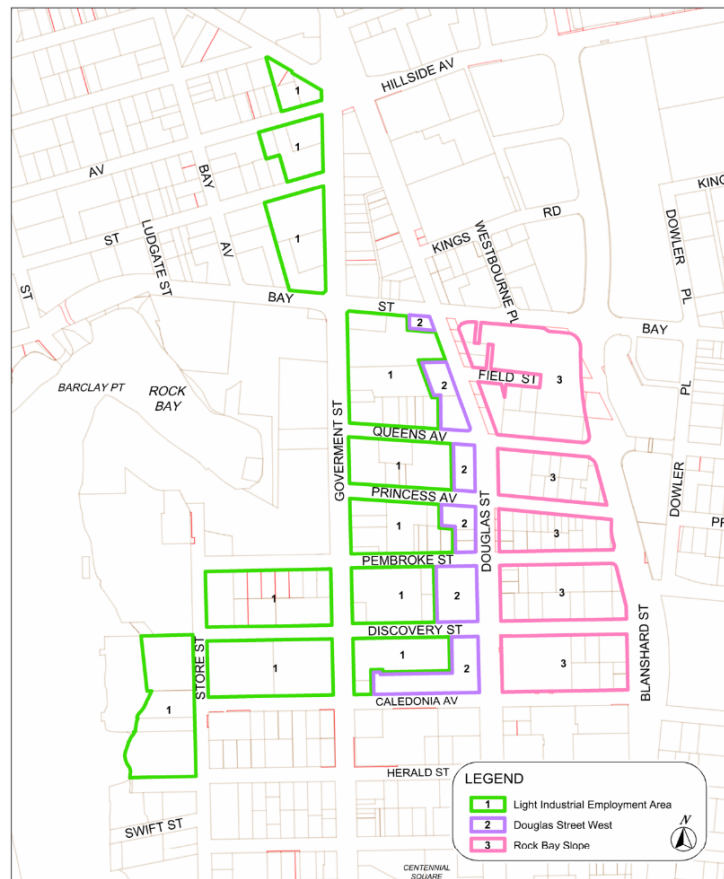 HILLSIDE AV
1
1
AV
BAY
AV
KINGS RD
KING
WESTBOURNE PL
DOWLER PL
LUDGATE ST
ST
1
ST
BAY ST
BAY
2
BARCLAY PT
ROCK BAY
FIELD ST
3
1
2
PL
GOVERMENT ST
QUEENS AV
1
2
3
DOWLER
PRINCESS AV
DOUGLAS ST
1
2
3
PR
PEMBROKE ST
1
1
2
3
DISCOVERY ST
STORE ST
1
1
2
3
BLANSHARD ST
1
CALEDONIA AV
HERALD ST
SWIFT ST
CENTENNIAL
SQUARE
LEGEND
1 Light Industrial Employment Area
2 Douglas Street West
3 Rock Bay Slope
N